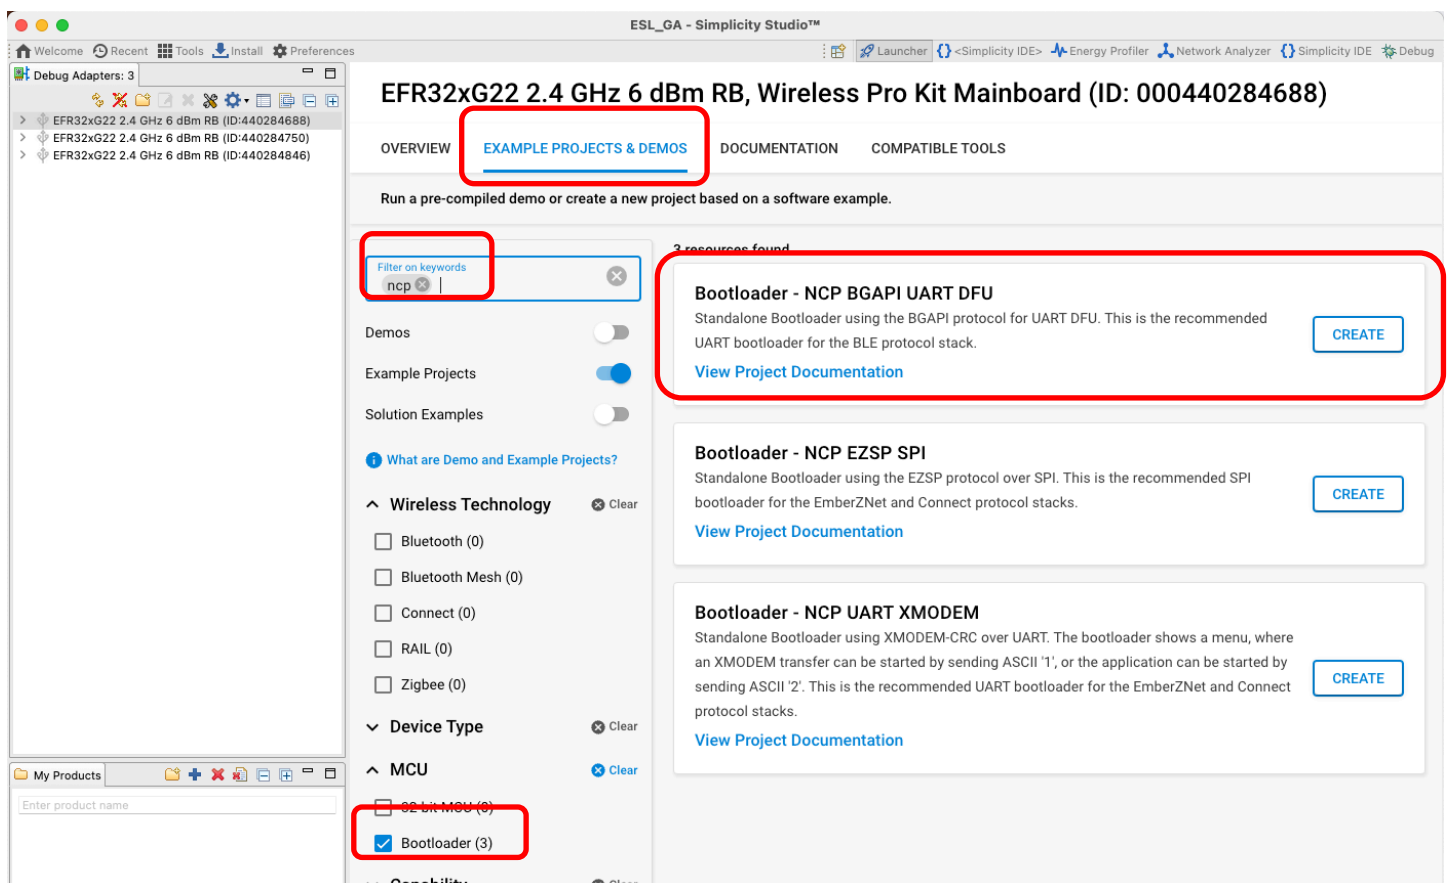 ESL_GA - Simplicity Studio™
Welcome Recent Tools Install Preferences
Launcher <Simplicity IDE> Energy Profiler Network Analyzer Simplicity IDE Debug
Debug Adapters: 3
EFR32xG22 2.4 GHz 6 dBm RB (ID:440284688)
EFR32xG22 2.4 GHz 6 dBm RB (ID:440284750)
EFR32xG22 2.4 GHz 6 dBm RB (ID:440284846)
EFR32xG22 2.4 GHz 6 dBm RB, Wireless Pro Kit Mainboard (ID: 000440284688)
OVERVIEW EXAMPLE PROJECTS & DEMOS DOCUMENTATION COMPATIBLE TOOLS
Run a pre-compiled demo or create a new project based on a software example.
Filter on keywords
ncp
Demos
Example Projects
Solution Examples
What are Demo and Example Projects?
Wireless Technology Clear
Bluetooth (0)
Bluetooth Mesh (0)
Connect (0)
RAIL (0)
Zigbee (0)
Device Type Clear
MCU Clear
32-bit MCU (0)
Bootloader (3)
Capability Clear
3 resources found
Bootloader - NCP BGAPI UART DFU
Standalone Bootloader using the BGAPI protocol for UART DFU. This is the recommended
UART bootloader for the BLE protocol stack.
View Project Documentation
CREATE
Bootloader - NCP EZSP SPI
Standalone Bootloader using the EZSP protocol over SPI. This is the recommended SPI
bootloader for the EmberZNet and Connect protocol stacks.
View Project Documentation
CREATE
Bootloader - NCP UART XMODEM
Standalone Bootloader using XMODEM-CRC over UART. The bootloader shows a menu, where
an XMODEM transfer can be started by sending ASCII '1', or the application can be started by
sending ASCII '2'. This is the recommended UART bootloader for the EmberZNet and Connect
protocol stacks.
View Project Documentation
CREATE
My Products
Enter product name